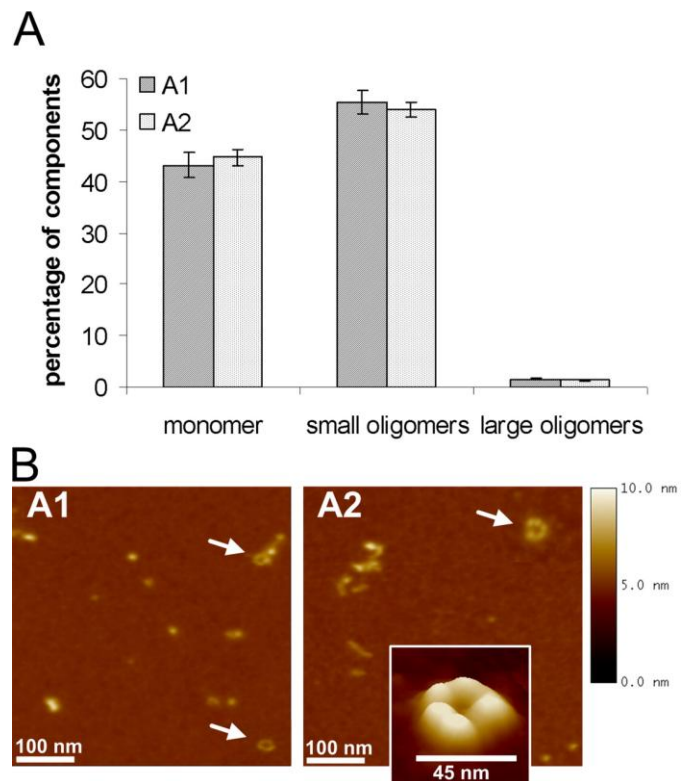 A
percentage of components
60
50
40
30
20
10
0
A1
A2
monomer small oligomers large oligomers
B
A1
A2
10.0 nm
5.0 nm
0.0 nm
100 nm
100 nm
45 nm